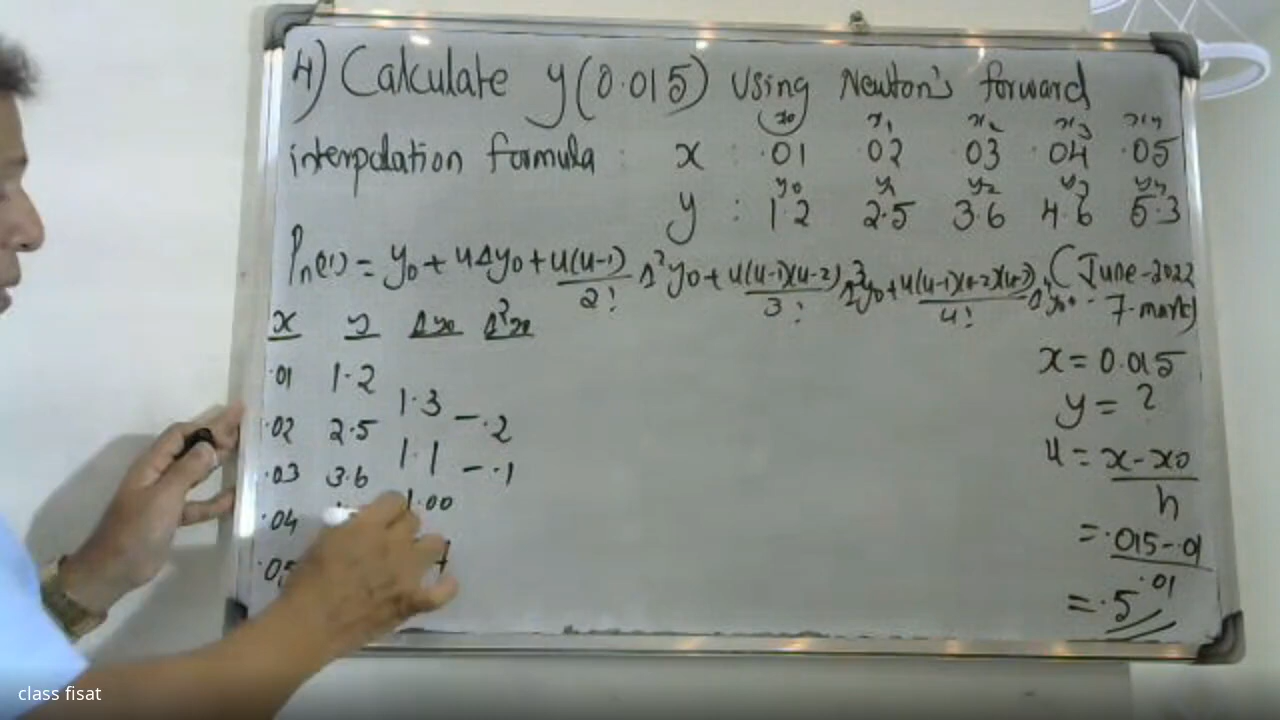 4) Calculate y(0.015) using Newton's forward
x0 x1 x2 x3 x4
interpolation formula : x : .01 .02 .03 .04 .05
y0 y1 y2 y3 y4
y : 1.2 2.5 3.6 4.6 5.3
Pn(x) = y0 + uΔy0 + u(u-1)/2! Δ²y0 + u(u-1)(u-2)/3! Δ³y0 + u(u-1)(u-2)(u-3)/4! Δ⁴y0 (June-2022
7-mark)
x y Δy0 Δ²y0
.01 1.2
1.3 -.2
.02 2.5
1.1 -.1
.03 3.6
1.00
.04
.05
x = 0.015
y = ?
u = x-x0/h
= .015-.01/.01
= .5
class fisat